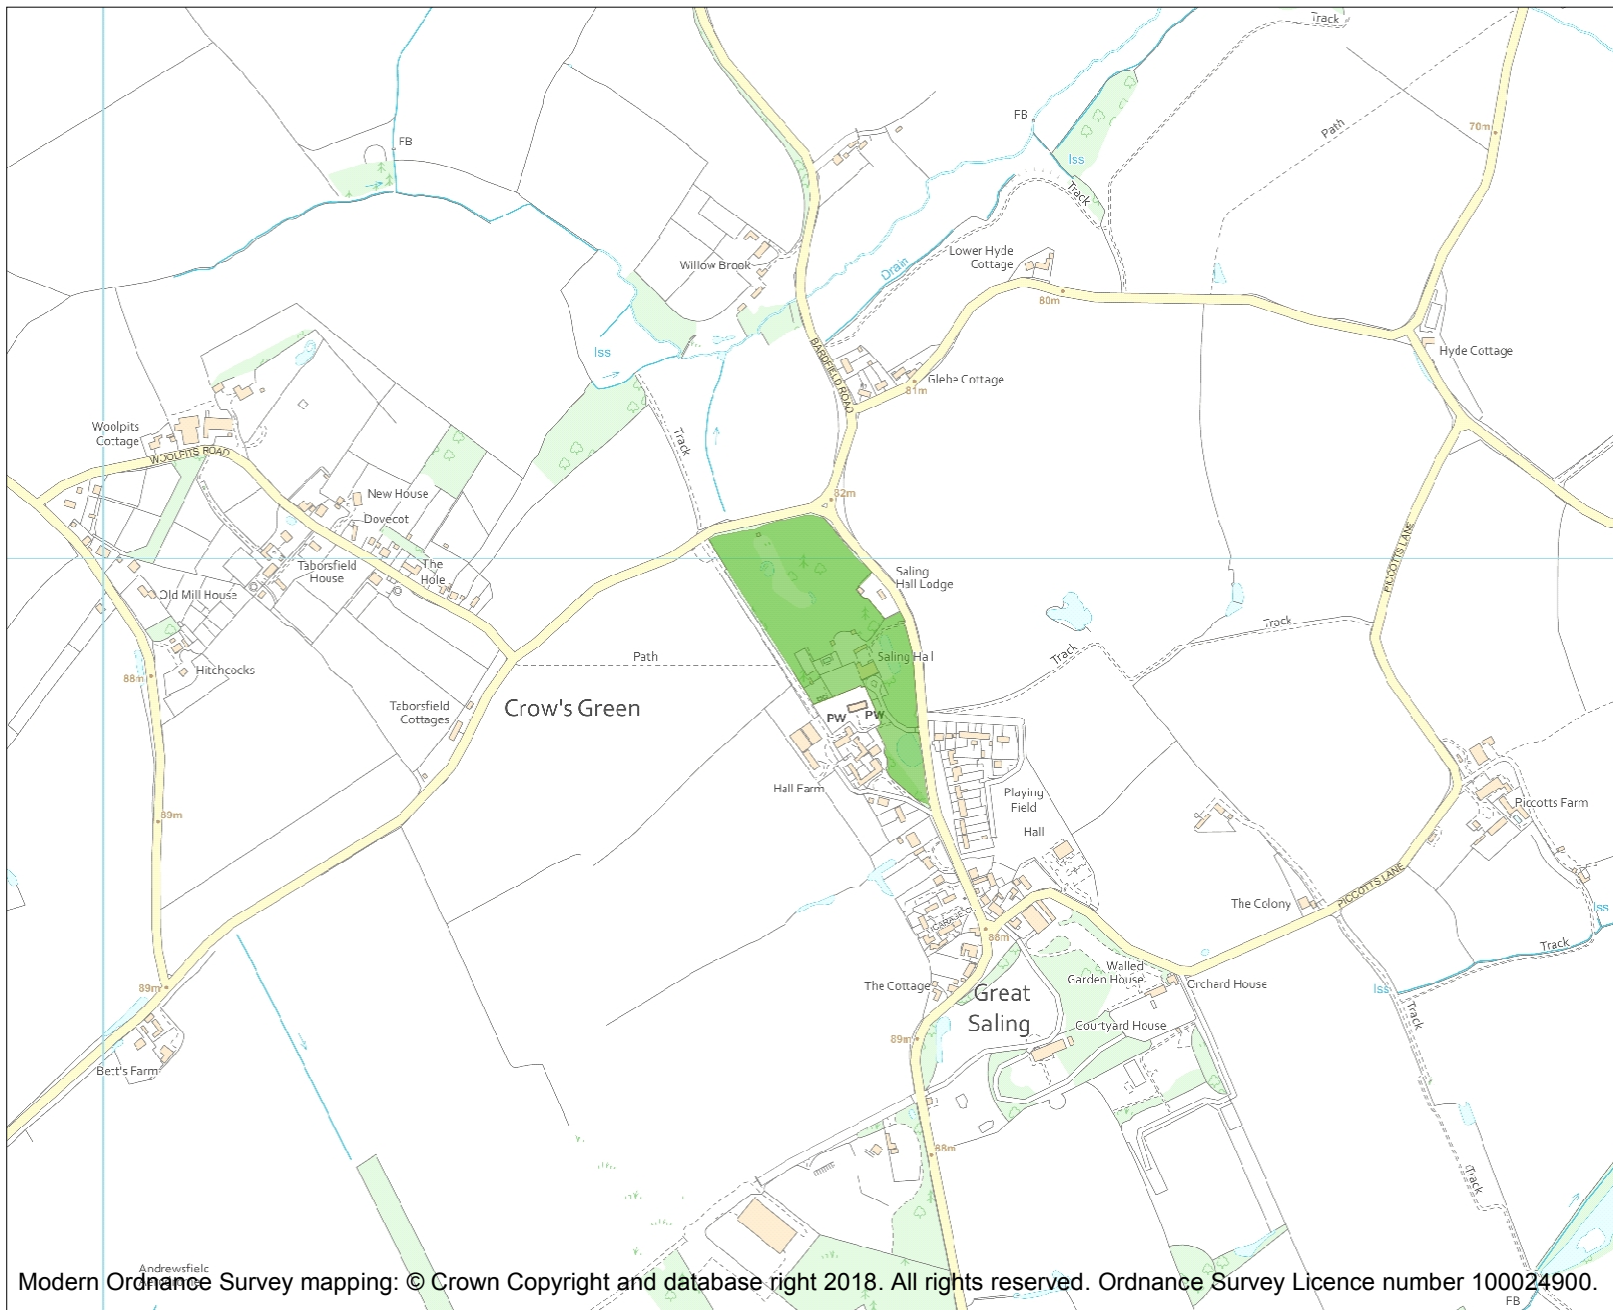 Track
FB
FB
70m
Path
Iss
Track
Lower Hyde
Cottage
Willow Brook
Drain
80m
BARDFIELD ROAD
Iss
Hyde Cottage
Glebe Cottage
81m
Woolpits
Cottage
WOOLPITS ROAD
Track
New House
82m
Dovecot
PICCOTTS LANE
The
Hole
Taborsfield
House
Saling
Hall Lodge
Old Mill House
Track
Path
Saling Hall
Track
Hitchcocks
88m
Taborsfield
Cottages
Crow's Green
PW
PW
Hall Farm
Playing
Field
Piccotts Farm
89m
Hall
PICCOTTS LANE
The Colony
Iss
88m
Track
Walled
Garden House
The Cottage
Orchard House
89m
Great
Saling
Iss
Courtyard House
Track
89m
Bett's Farm
88m
Track
Andrewsfield
Modern Ordnance Survey mapping: © Crown Copyright and database right 2018. All rights reserved. Ordnance Survey Licence number 100024900.
FB